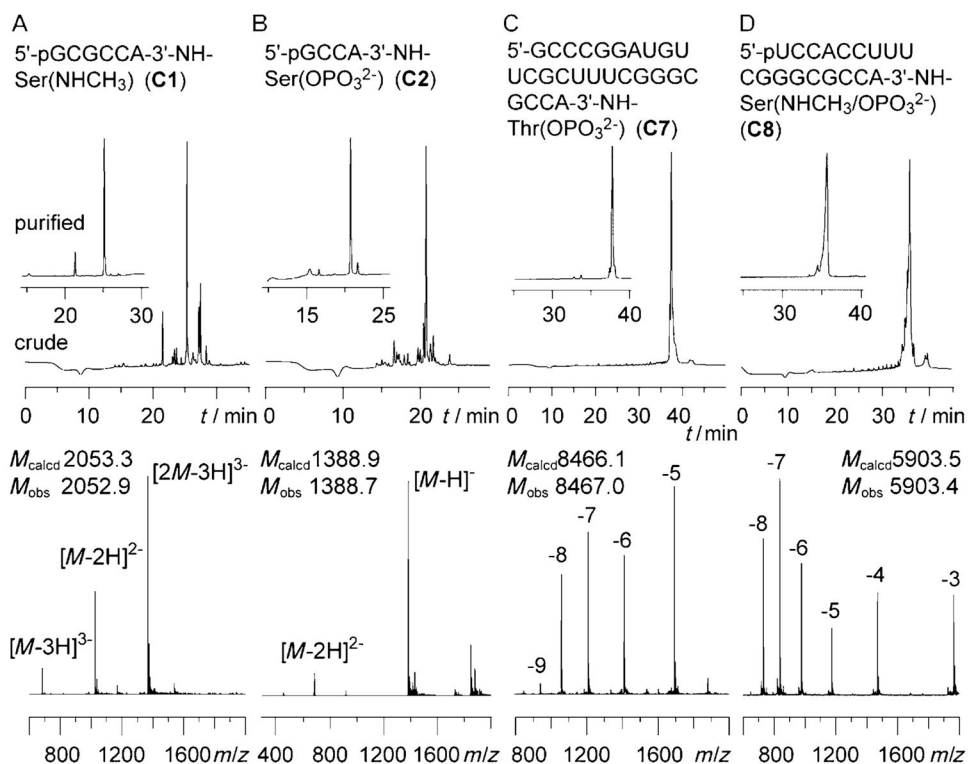 A
5'-pGCGCCA-3'-NH-
Ser(NHCH₃) (C1)
B
5'-pGCCA-3'-NH-
Ser(OPO₃²⁻) (C2)
C
5'-GCCCGGAUGU
UCGCUUUCGGGC
GCCA-3'-NH-
Thr(OPO₃²⁻) (C7)
D
5'-pUCCACCUUU
CGGGCGCCA-3'-NH-
Ser(NHCH₃/OPO₃²⁻)
(C8)
purified
21 30
crude
0 10 20 t / min
15 25
0 10 20 t / min
30 40
0 10 20 30 40
t / min
30 40
0 15 30 45
t / min
Mcalcd 2053.3
Mobs 2052.9
[2M-3H]³⁻
[M-2H]²⁻
[M-3H]³⁻
800 1200 1600 m/z
Mcalcd 1388.9
Mobs 1388.7
[M-H]⁻
[M-2H]²⁻
400 800 1200 1600 m/z
Mcalcd 8466.1
Mobs 8467.0
-5
-7
-6
-8
-9
800 1200 1600 m/z
Mcalcd 5903.5
Mobs 5903.4
-7
-8
-6
-5
-4
-3
800 1200 1600 m/z